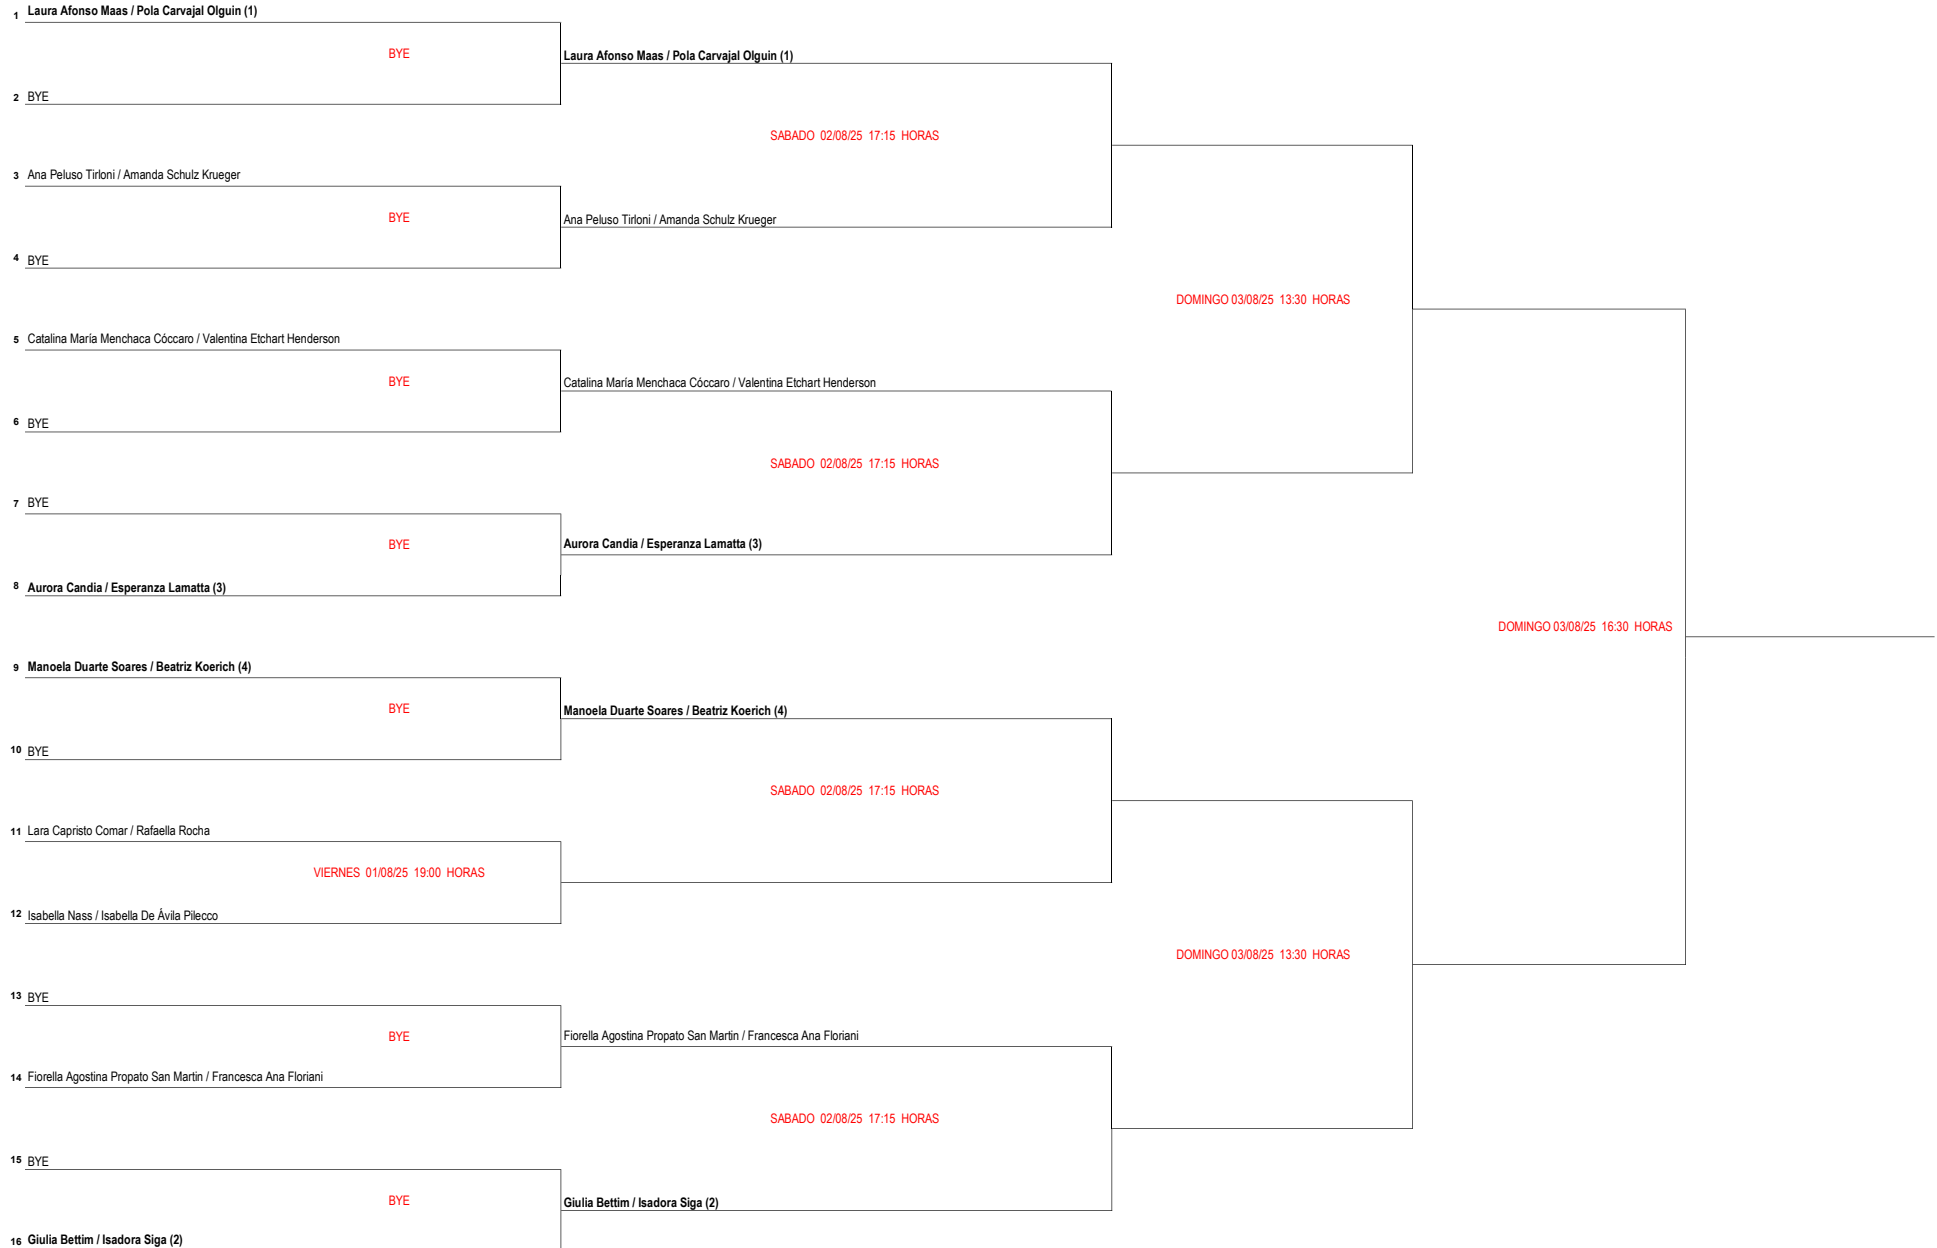 1 Laura Afonso Maas / Pola Carvajal Olguin (1)
BYE
Laura Afonso Maas / Pola Carvajal Olguin (1)
2 BYE
SABADO 02/08/25 17:15 HORAS
3 Ana Peluso Tirloni / Amanda Schulz Krueger
BYE
Ana Peluso Tirloni / Amanda Schulz Krueger
4 BYE
DOMINGO 03/08/25 13:30 HORAS
5 Catalina María Menchaca Cóccaro / Valentina Etchart Henderson
BYE
Catalina María Menchaca Cóccaro / Valentina Etchart Henderson
6 BYE
SABADO 02/08/25 17:15 HORAS
7 BYE
BYE
Aurora Candia / Esperanza Lamatta (3)
8 Aurora Candia / Esperanza Lamatta (3)
DOMINGO 03/08/25 16:30 HORAS
9 Manoela Duarte Soares / Beatriz Koerich (4)
BYE
Manoela Duarte Soares / Beatriz Koerich (4)
10 BYE
SABADO 02/08/25 17:15 HORAS
11 Lara Capristo Comar / Rafaella Rocha
VIERNES 01/08/25 19:00 HORAS
12 Isabella Nass / Isabella De Ávila Pilecco
DOMINGO 03/08/25 13:30 HORAS
13 BYE
BYE
Fiorella Agostina Propato San Martin / Francesca Ana Floriani
14 Fiorella Agostina Propato San Martin / Francesca Ana Floriani
SABADO 02/08/25 17:15 HORAS
15 BYE
BYE
Giulia Bettim / Isadora Siga (2)
16 Giulia Bettim / Isadora Siga (2)